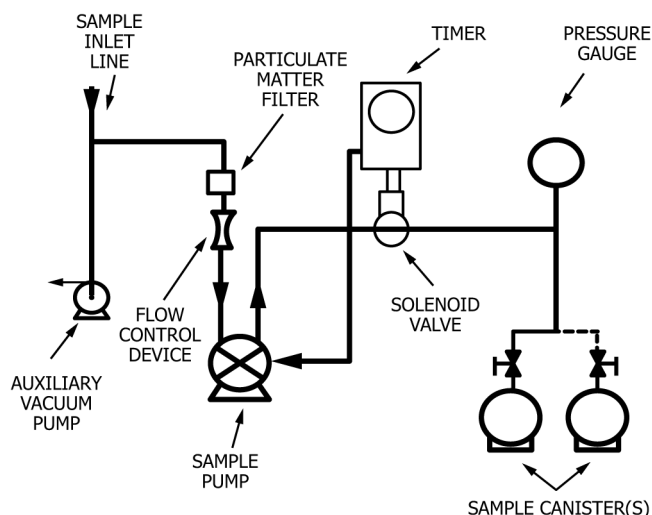 SAMPLE
INLET
LINE
PARTICULATE
MATTER
FILTER
TIMER
PRESSURE
GAUGE
FLOW
CONTROL
DEVICE
SOLENOID
VALVE
AUXILIARY
VACUUM
PUMP
SAMPLE
PUMP
SAMPLE CANISTER(S)